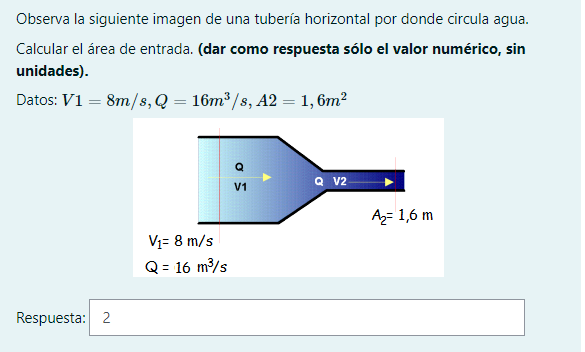 Observa la siguiente imagen de una tubería horizontal por donde circula agua.
Calcular el área de entrada. (dar como respuesta sólo el valor numérico, sin
unidades).
Datos: V1 = 8m/s, Q = 16m³/s, A2 = 1,6m²
Q
V1
Q V2
A₂= 1,6 m
V₁= 8 m/s
Q = 16 m³/s
Respuesta: 2